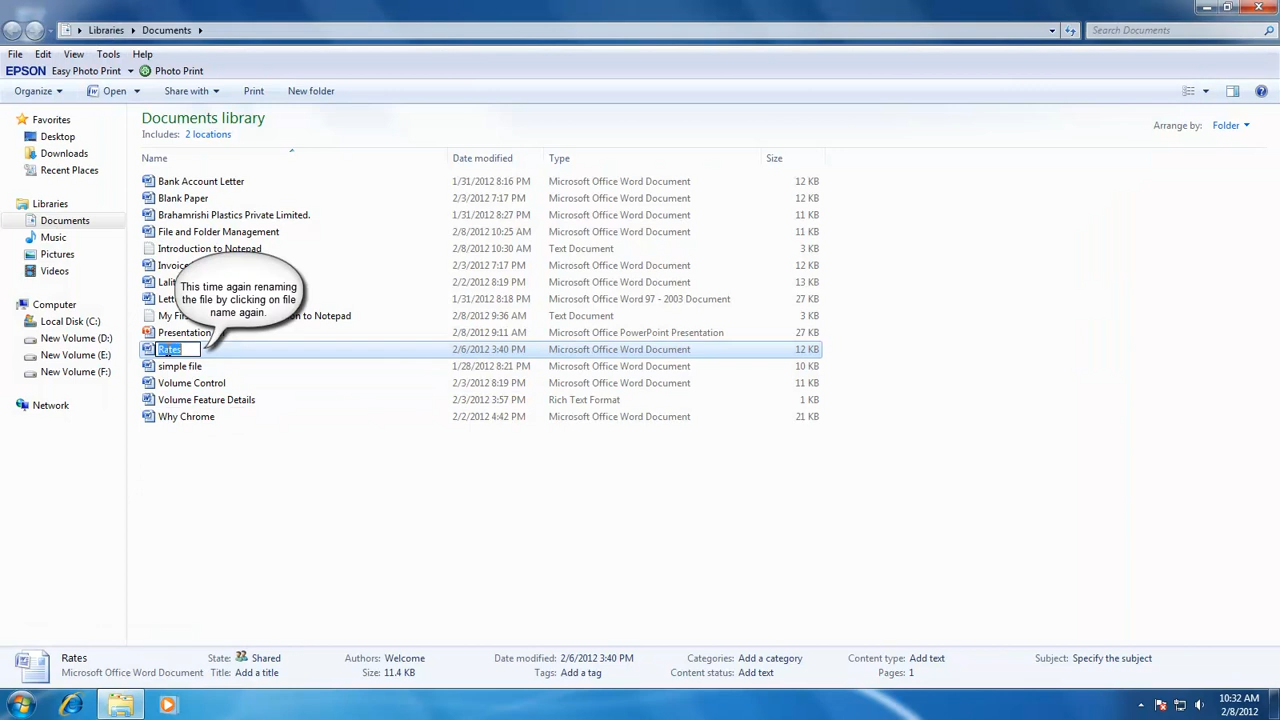 Libraries Documents Search Documents
File Edit View Tools Help
EPSON Easy Photo Print Photo Print
Organize Open Share with Print New folder
Favorites
Desktop
Downloads
Recent Places
Libraries
Documents
Music
Pictures
Videos
Computer
Local Disk (C:)
New Volume (D:)
New Volume (E:)
New Volume (F:)
Network
Documents library
Includes: 2 locations
Arrange by: Folder
Name Date modified Type Size
Bank Account Letter 1/31/2012 8:16 PM Microsoft Office Word Document 12 KB
Blank Paper 2/3/2012 7:17 PM Microsoft Office Word Document 12 KB
Brahamrishi Plastics Private Limited. 1/31/2012 8:27 PM Microsoft Office Word Document 11 KB
File and Folder Management 2/8/2012 10:25 AM Microsoft Office Word Document 11 KB
Introduction to Notepad 2/8/2012 10:30 AM Text Document 3 KB
2/3/2012 7:17 PM Microsoft Office Word Document 12 KB
2/2/2012 8:19 PM Microsoft Office Word Document 13 KB
1/31/2012 8:18 PM Microsoft Office Word 97 - 2003 Document 27 KB
to Notepad 2/8/2012 9:36 AM Text Document 3 KB
Presentation 2/8/2012 9:11 AM Microsoft Office PowerPoint Presentation 27 KB
Rates 2/6/2012 3:40 PM Microsoft Office Word Document 12 KB
simple file 1/28/2012 8:21 PM Microsoft Office Word Document 10 KB
Volume Control 2/3/2012 8:19 PM Microsoft Office Word Document 11 KB
Volume Feature Details 2/3/2012 3:57 PM Rich Text Format 1 KB
Why Chrome 2/2/2012 4:42 PM Microsoft Office Word Document 21 KB
This time again renaming
the file by clicking on file
name again.
Rates State: Shared Authors: Welcome Date modified: 2/6/2012 3:40 PM Categories: Add a category Content type: Add text Subject: Specify the subject
Microsoft Office Word Document Title: Add a title Size: 11.4 KB Tags: Add a tag Content status: Add text Pages: 1
10:32 AM
2/8/2012